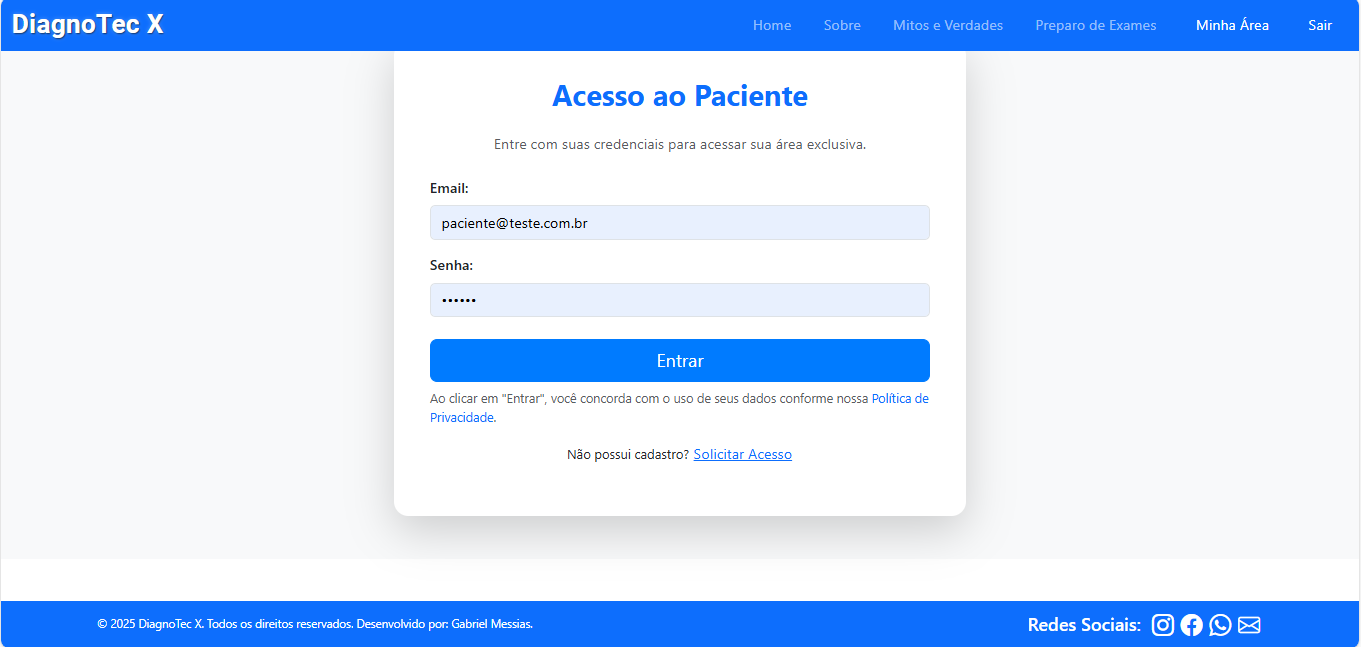 DiagnoTec X
Home Sobre Mitos e Verdades Preparo de Exames Minha Área Sair
Acesso ao Paciente
Entre com suas credenciais para acessar sua área exclusiva.
Email:
paciente@teste.com.br
Senha:
••••••
Entrar
Ao clicar em "Entrar", você concorda com o uso de seus dados conforme nossa Política de
Privacidade.
Não possui cadastro? Solicitar Acesso
© 2025 DiagnoTec X. Todos os direitos reservados. Desenvolvido por: Gabriel Messias.
Redes Sociais: